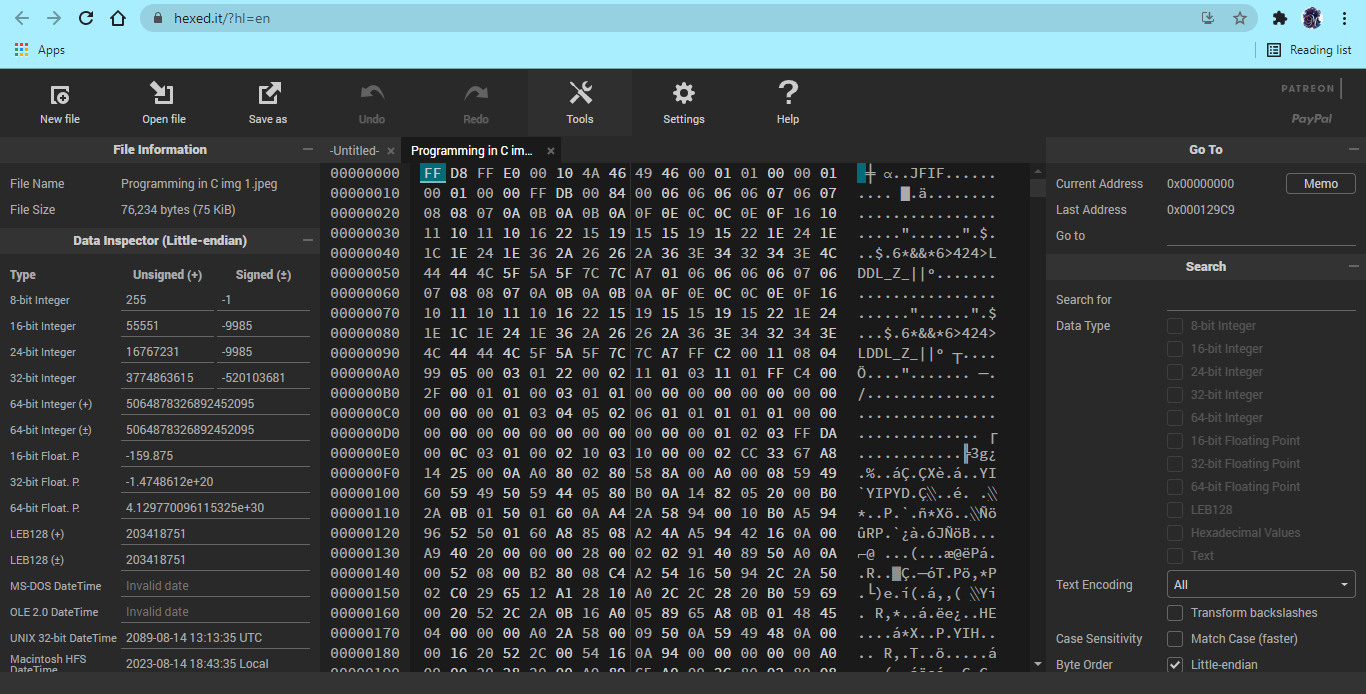 hexed.it/?hl=en
Apps
Reading list
New file Open file Save as Undo Redo Tools Settings Help
PATREON
PayPal
File Information
File Name Programming in C img 1.jpeg
File Size 76,234 bytes (75 KiB)
Data Inspector (Little-endian)
Type Unsigned (+) Signed (±)
8-bit Integer 255 -1
16-bit Integer 55551 -9985
24-bit Integer 16767231 -9985
32-bit Integer 3774863615 -520103681
64-bit Integer (+) 5064878326892452095
64-bit Integer (±) 5064878326892452095
16-bit Float. P. -159.875
32-bit Float. P. -1.4748612e+20
64-bit Float. P. 4.129770096115325e+30
LEB128 (+) 203418751
LEB128 (±) 203418751
MS-DOS DateTime Invalid date
OLE 2.0 DateTime Invalid date
UNIX 32-bit DateTime 2089-08-14 13:13:35 UTC
Macintosh HFS DateTime 2023-08-14 18:43:35 Local
-Untitled- × Programming in C im... ×
00000000 FF D8 FF E0 00 10 4A 46 49 46 00 01 01 00 00 01
00000010 00 01 00 00 FF DB 00 84 00 06 06 06 06 07 06 07
00000020 08 08 07 0A 0B 0A 0B 0A 0F 0E 0C 0C 0E 0F 16 10
00000030 11 10 11 10 16 22 15 19 15 15 19 15 22 1E 24 1E
00000040 1C 1E 24 1E 36 2A 26 26 2A 36 3E 34 32 34 3E 4C
00000050 44 44 4C 5F 5A 5F 7C 7C A7 01 06 06 06 06 07 06
00000060 07 08 08 07 0A 0B 0A 0B 0A 0F 0E 0C 0C 0E 0F 16
00000070 10 11 10 11 10 16 22 15 19 15 15 19 15 22 1E 24
00000080 1E 1C 1E 24 1E 36 2A 26 26 2A 36 3E 34 32 34 3E
00000090 4C 44 44 4C 5F 5A 5F 7C 7C A7 FF C2 00 11 08 04
000000A0 99 05 00 03 01 22 00 02 11 01 03 11 01 FF C4 00
000000B0 2F 00 01 01 00 03 01 01 00 00 00 00 00 00 00 00
000000C0 00 00 00 01 03 04 05 02 06 01 01 01 01 01 00 00
000000D0 00 00 00 00 00 00 00 00 00 00 01 02 03 FF DA
000000E0 00 0C 03 01 00 02 10 03 10 00 00 02 CC 33 67 A8
000000F0 14 25 00 0A A0 80 02 80 58 8A 00 A0 00 08 59 49
00000100 60 59 49 50 59 44 05 80 B0 0A 14 82 05 20 00 B0
00000110 2A 0B 01 50 01 60 0A A4 2A 58 94 00 10 B0 A5 94
00000120 96 52 50 01 60 A8 85 08 A2 4A A5 94 42 16 0A 00
00000130 A9 40 20 00 00 00 28 00 02 02 91 40 89 50 A0 0A
00000140 00 52 08 00 B2 80 08 C4 A2 54 16 50 94 2C 2A 50
00000150 02 C0 29 65 12 A1 28 10 A0 2C 2C 28 20 B0 59 69
00000160 00 20 52 2C 2A 0B 16 A0 05 89 65 A8 0B 01 48 45
00000170 04 00 00 00 A0 2A 58 00 09 50 0A 59 49 48 0A 00
00000180 00 16 20 52 2C 00 54 16 0A 94 00 00 00 00 00 A0
Go To
Current Address 0x00000000 Memo
Last Address 0x000129C9
Go to
Search
Search for
Data Type 8-bit Integer
16-bit Integer
24-bit Integer
32-bit Integer
64-bit Integer
16-bit Floating Point
32-bit Floating Point
64-bit Floating Point
LEB128
Hexadecimal Values
Text
Text Encoding All
Transform backslashes
Case Sensitivity Match Case (faster)
Byte Order Little-endian